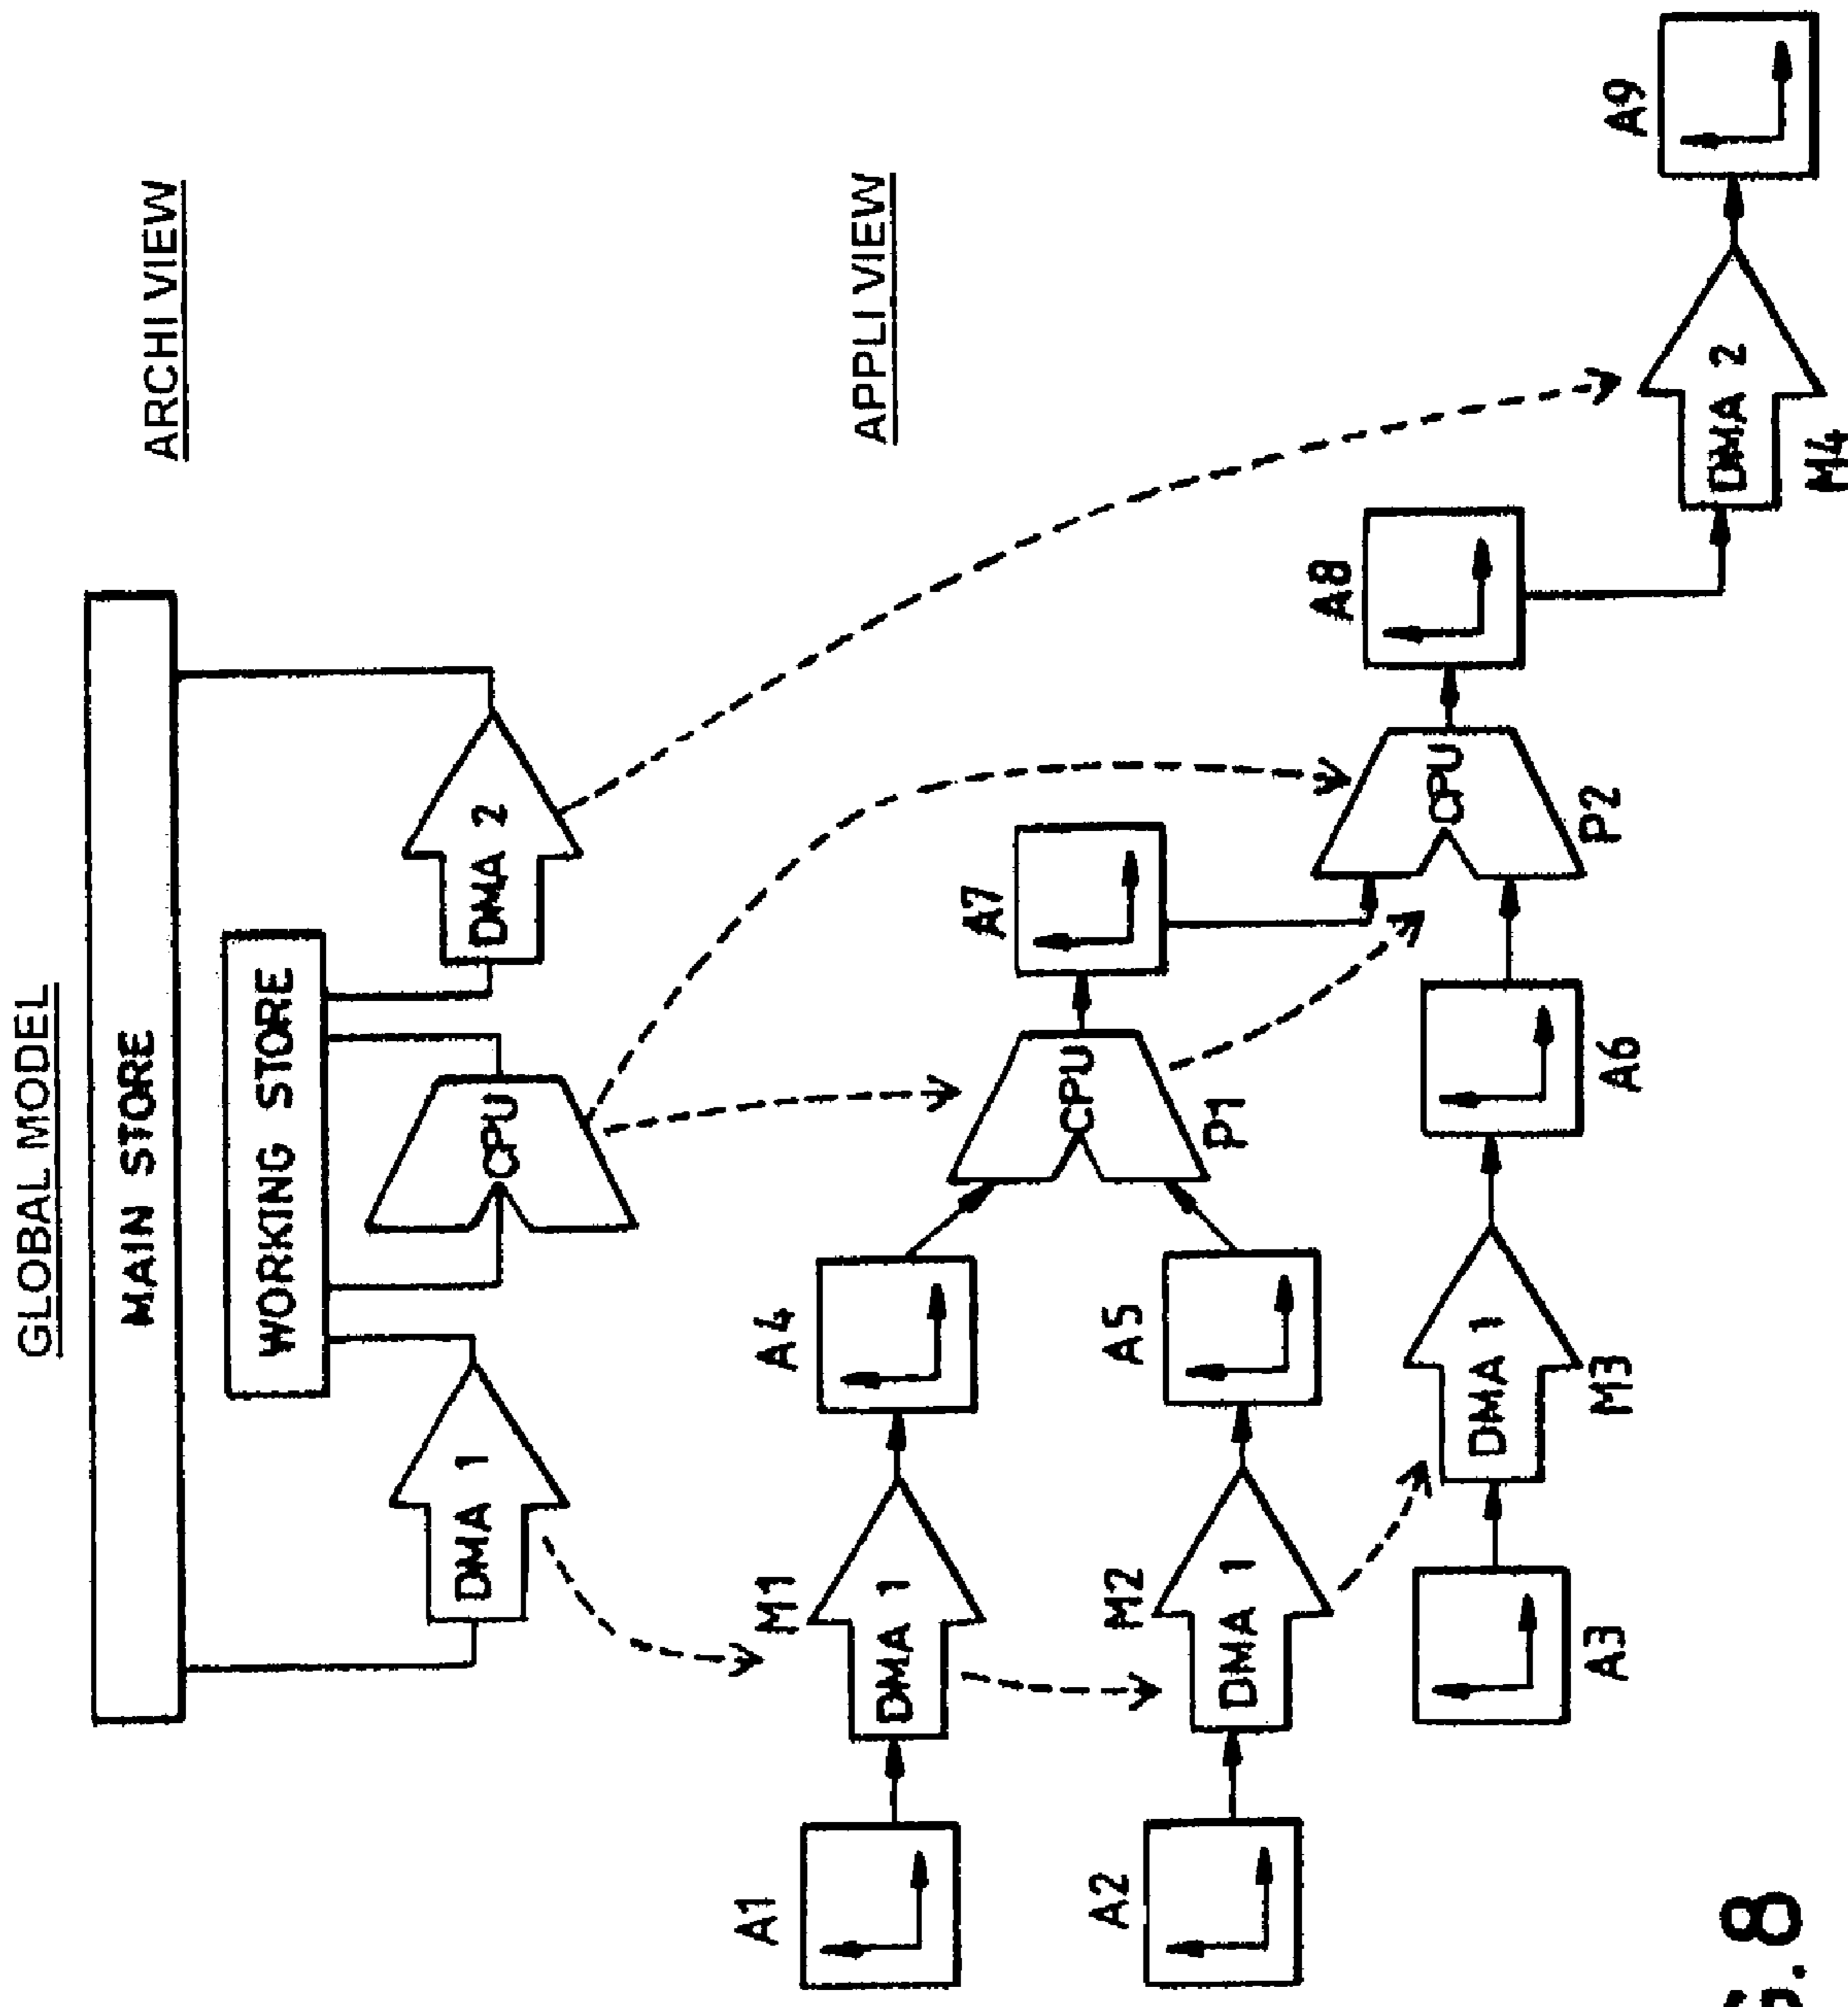 GLOBAL MODEL
MAIN STORE
ARCHI VIEW
WORKING STORE
DMA 1
CPU
DMA 2
APPLI VIEW
A1
M1
DMA 1
A4
CPU
P1
A7
A2
M2
DMA 1
A5
A8
CPU
P2
A3
DMA 1
M3
A6
A9
DMA 2
M4
8